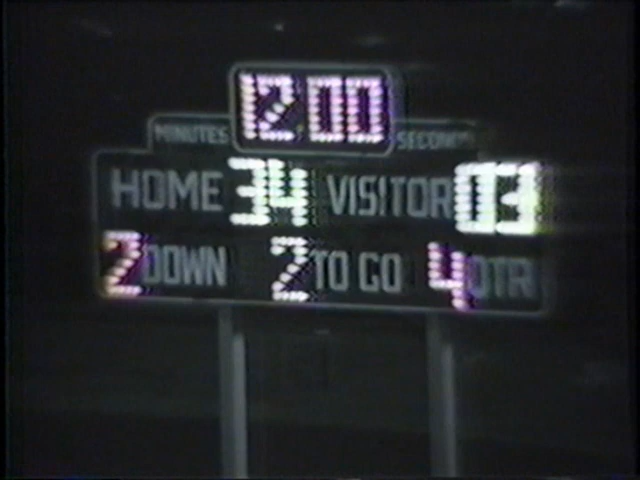 12:00
MINUTES SECONDS
HOME 34 VISITOR 03
2 DOWN 2 TO GO 4 QTR